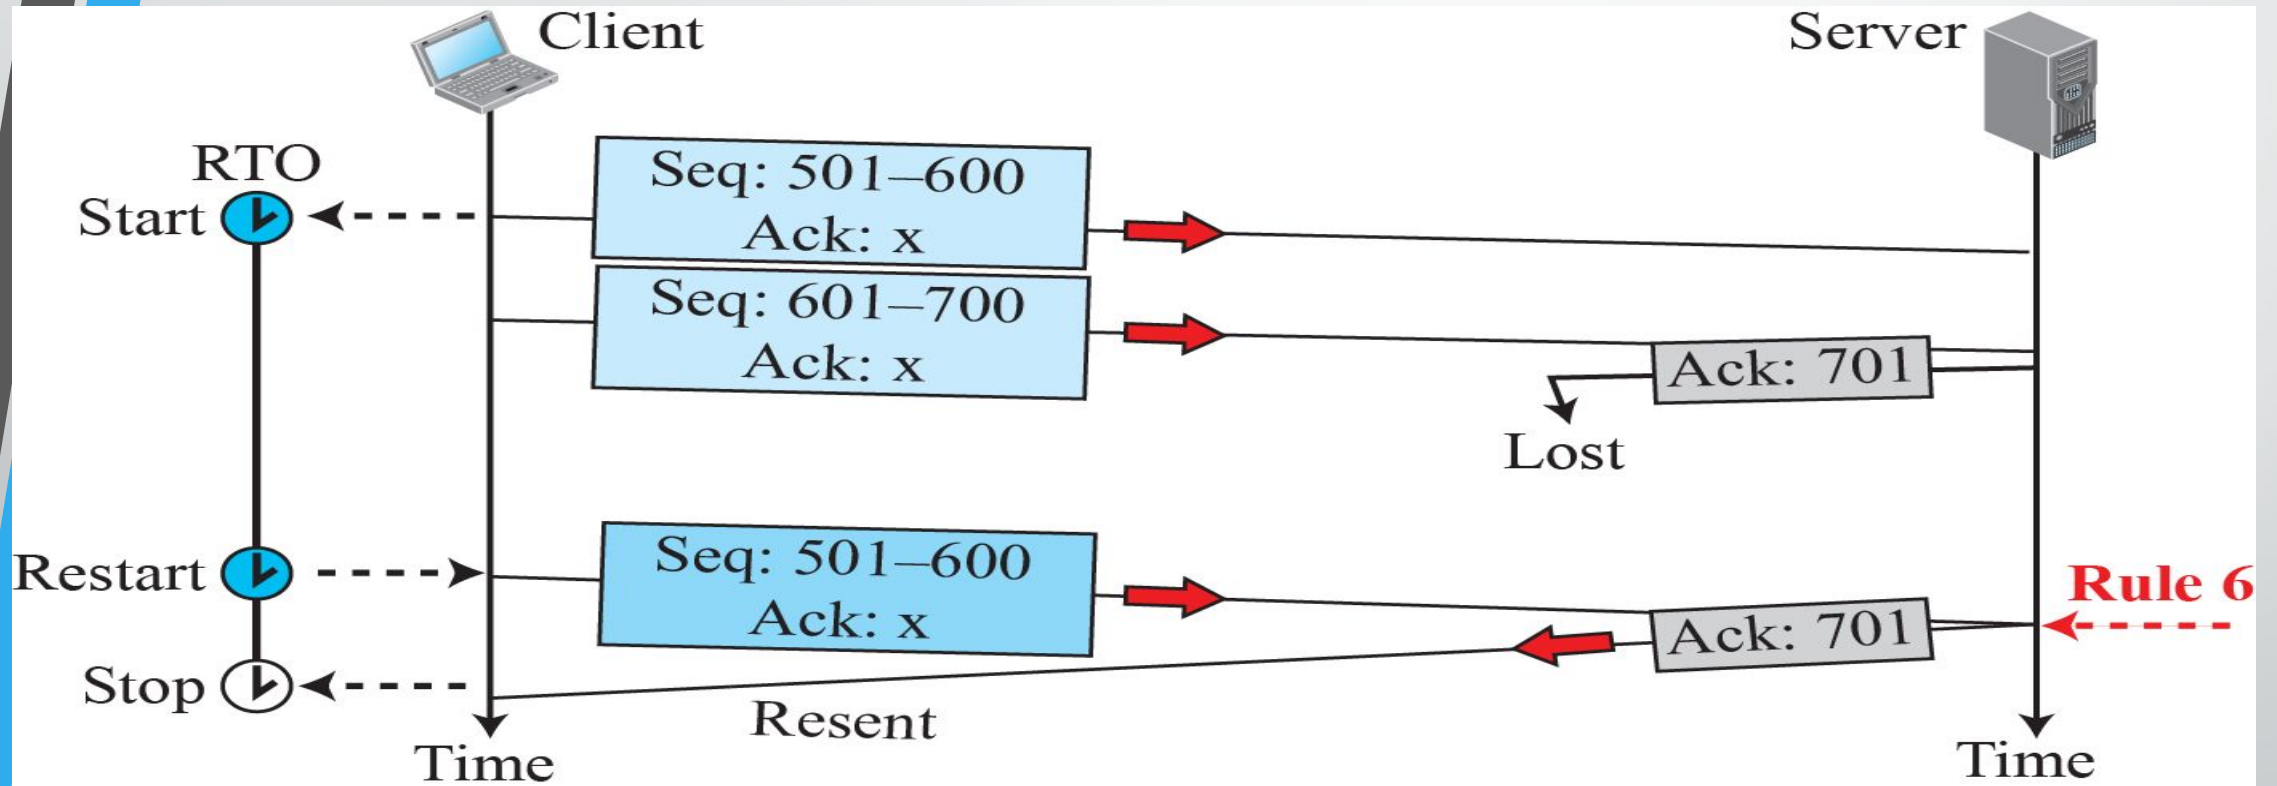 Client
Server
RTO
Start
Seq: 501–600
Ack: x
Seq: 601–700
Ack: x
Ack: 701
Lost
Restart
Seq: 501–600
Ack: x
Rule 6
Ack: 701
Stop
Resent
Time
Time